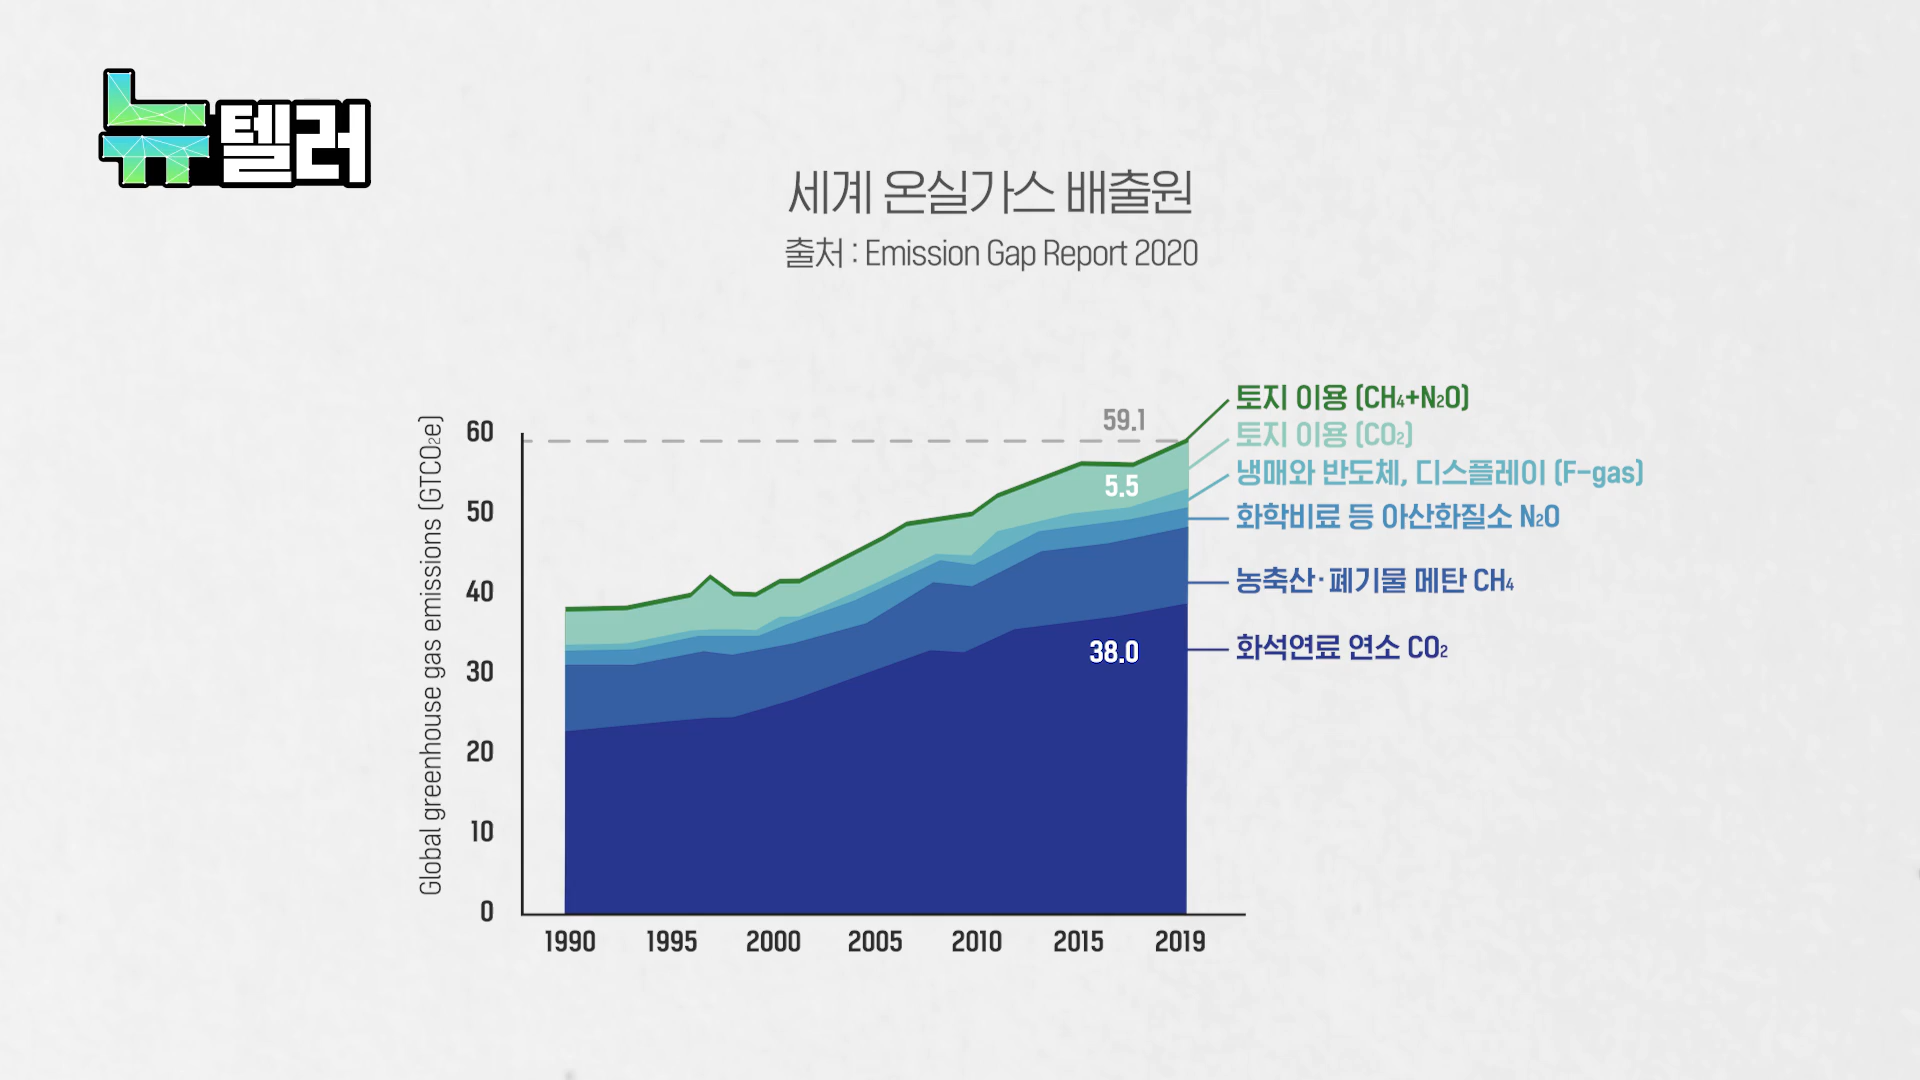 뉴텔러
세계 온실가스 배출원
출처 : Emission Gap Report 2020
Global greenhouse gas emissions (GTCO₂e)
60
50
40
30
20
10
0
59.1
5.5
38.0
토지 이용 (CH₄+N₂O)
토지 이용 (CO₂)
냉매와 반도체, 디스플레이 (F-gas)
화학비료 등 아산화질소 N₂O
농축산·폐기물 메탄 CH₄
화석연료 연소 CO₂
1990 1995 2000 2005 2010 2015 2019